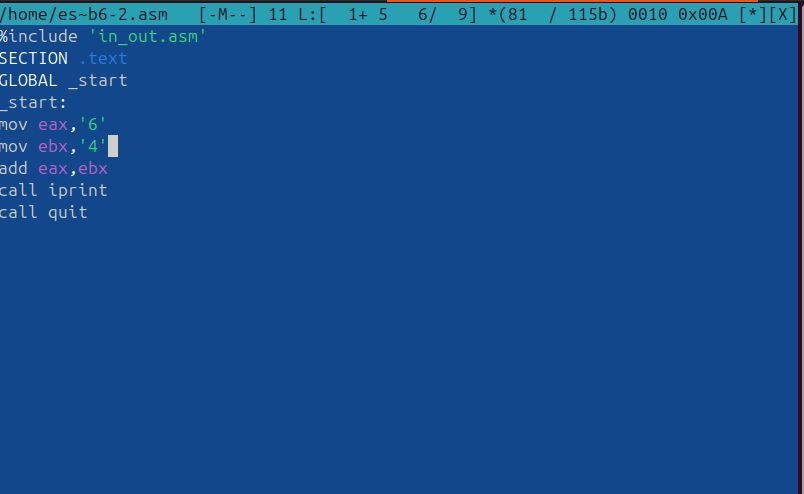 /home/es~b6-2.asm   [-M--] 11 L:[  1+ 5   6/  9] *(81  / 115b) 0010 0x00A [*][X]
%include 'in_out.asm'
SECTION .text
GLOBAL _start
_start:
mov eax,'6'
mov ebx,'4'
add eax,ebx
call iprint
call quit